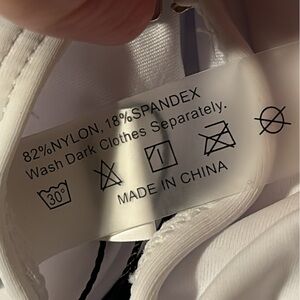 82%NYLON, 18%SPANDEX
Wash Dark Clothes Separately.
30°
MADE IN CHINA